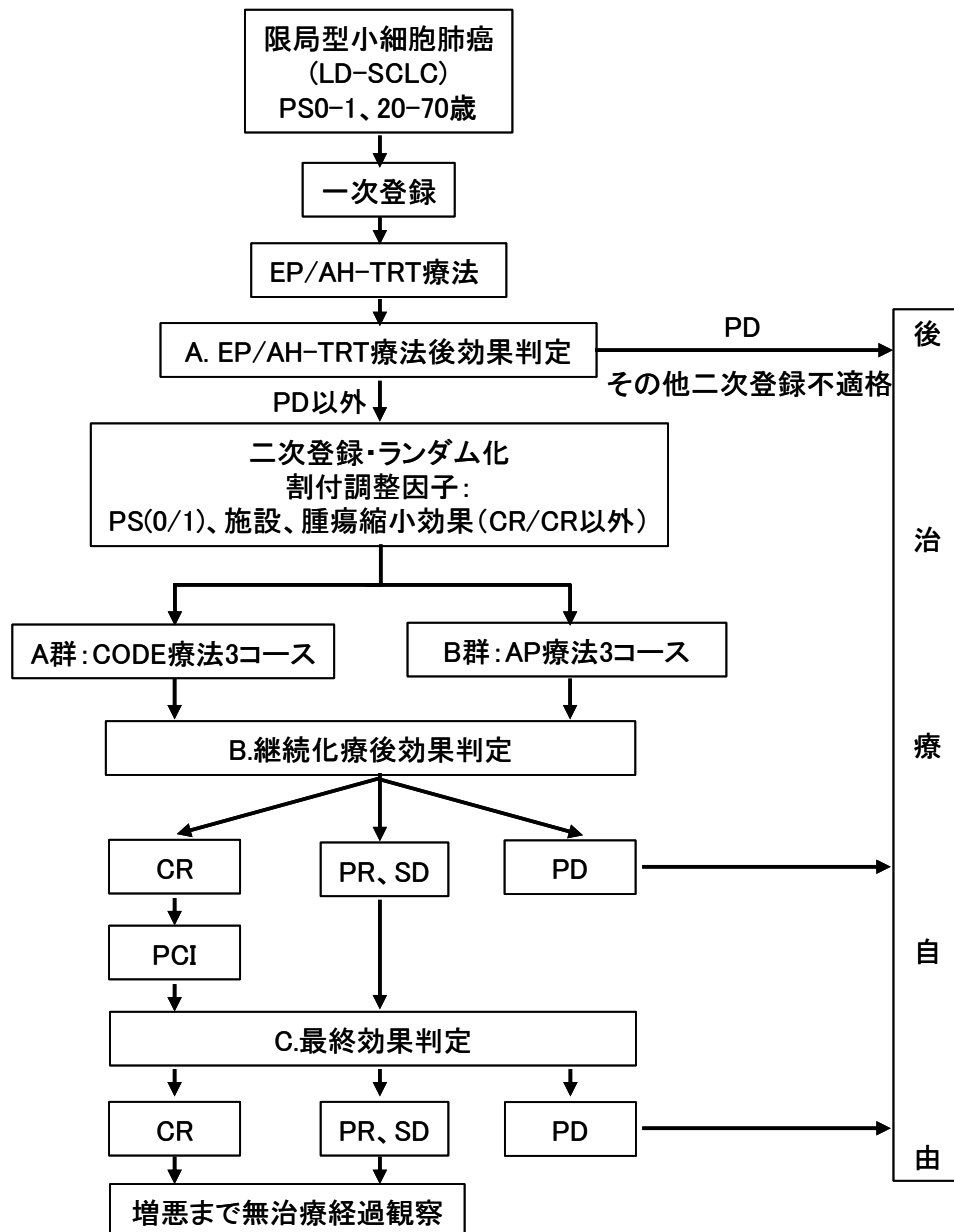 限局型小細胞肺癌
(LD-SCLC)
PS0-1、20-70歳
一次登録
EP/AH-TRT療法
A. EP/AH-TRT療法後効果判定
PD
その他二次登録不適格
PD以外
二次登録・ランダム化
割付調整因子:
PS(0/1)、施設、腫瘍縮小効果(CR/CR以外)
A群:CODE療法3コース
B群:AP療法3コース
B.継続化療後効果判定
CR
PR、SD
PD
PCI
C.最終効果判定
CR
PR、SD
PD
増悪まで無治療経過観察
後
治
療
自
由